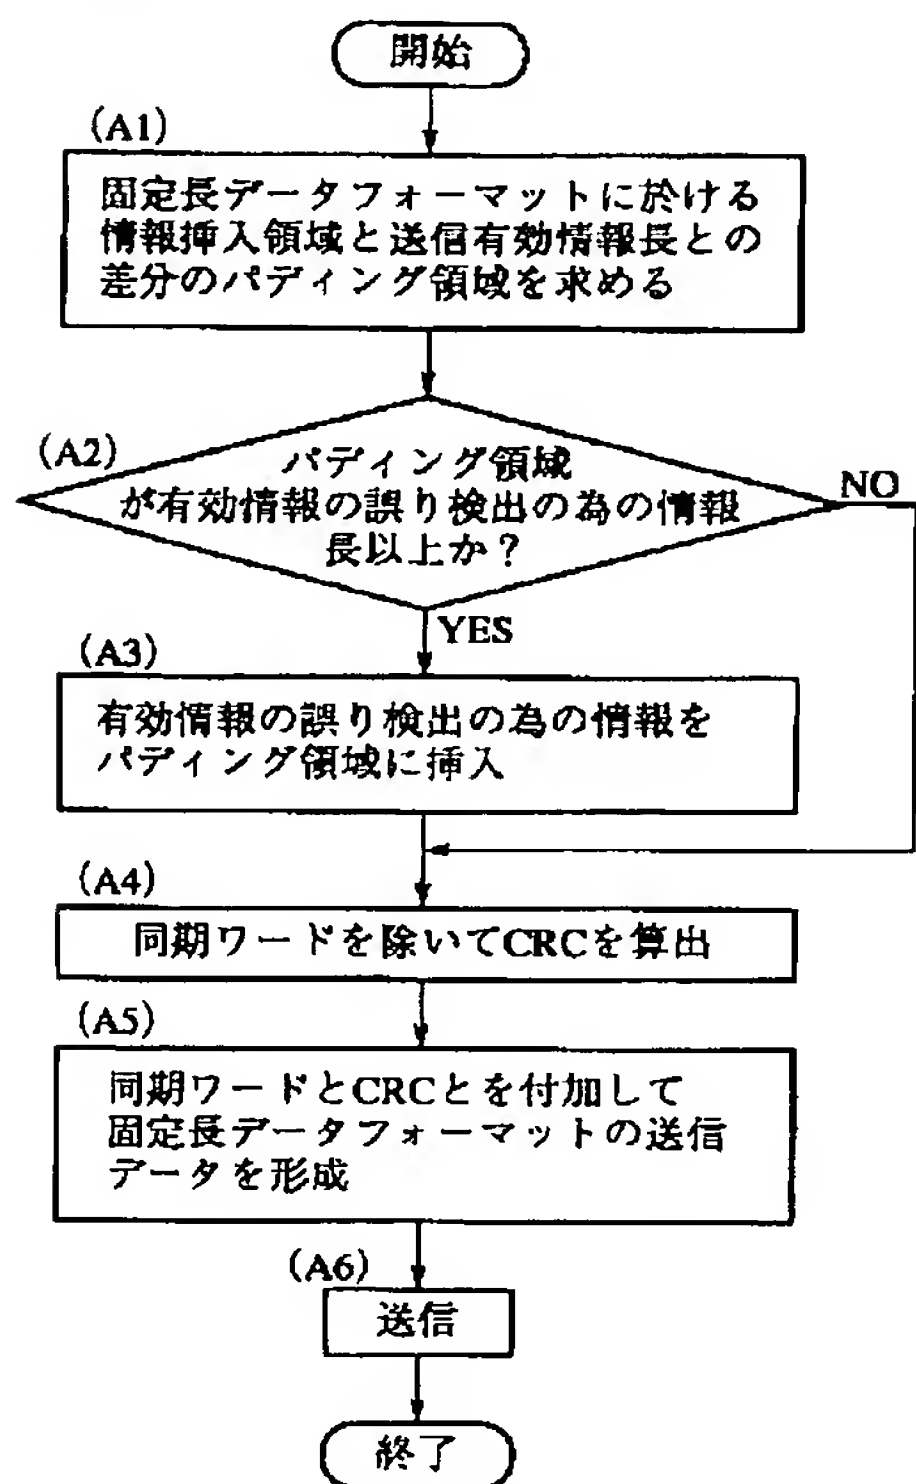 開始
(A1)
固定長データフォーマットに於ける
情報挿入領域と送信有効情報長との
差分のパディング領域を求める
(A2)
パディング領域
が有効情報の誤り検出の為の情報
長以上か?
NO
YES
(A3)
有効情報の誤り検出の為の情報を
パディング領域に挿入
(A4)
同期ワードを除いてCRCを算出
(A5)
同期ワードとCRCとを付加して
固定長データフォーマットの送信
データを形成
(A6)
送信
終了